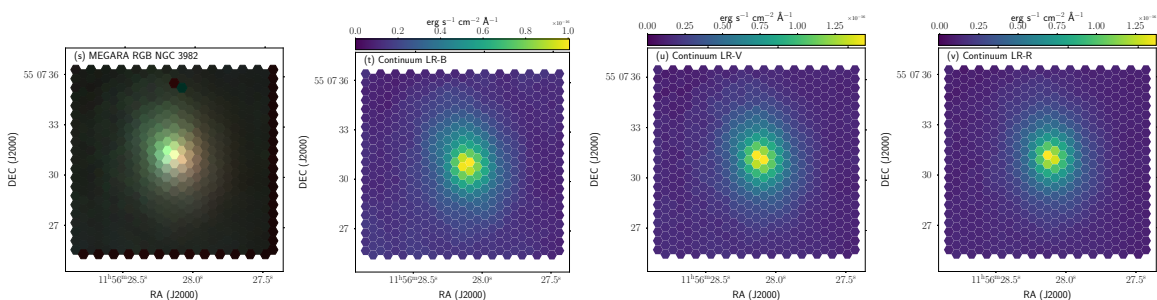 erg s⁻¹ cm⁻² Å⁻¹
0.0 0.2 0.4 0.6 0.8 1.0
erg s⁻¹ cm⁻² Å⁻¹
0.00 0.25 0.50 0.75 1.00 1.25
erg s⁻¹ cm⁻² Å⁻¹
0.00 0.25 0.50 0.75 1.00 1.25
(s) MEGARA RGB NGC 3982
55 07 36
33
30
27
DEC (J2000)
11ʰ56ᵐ28.5ˢ 28.0ˢ 27.5ˢ
RA (J2000)
(t) Continuum LR-B
55 07 36
33
30
27
DEC (J2000)
11ʰ56ᵐ28.5ˢ 28.0ˢ 27.5ˢ
RA (J2000)
(u) Continuum LR-V
55 07 36
33
30
27
DEC (J2000)
11ʰ56ᵐ28.5ˢ 28.0ˢ 27.5ˢ
RA (J2000)
(v) Continuum LR-R
55 07 36
33
30
27
DEC (J2000)
11ʰ56ᵐ28.5ˢ 28.0ˢ 27.5ˢ
RA (J2000)